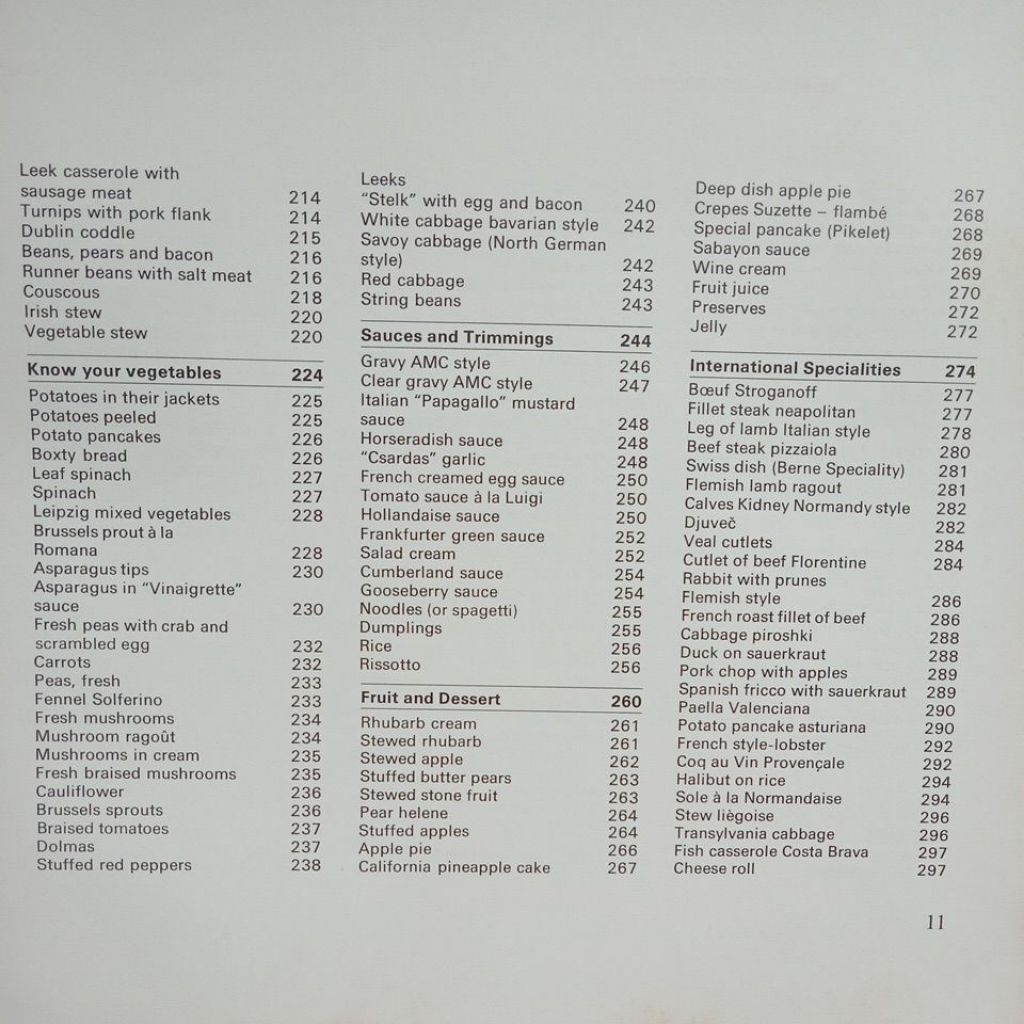 Leek casserole with
sausage meat 214
Turnips with pork flank 214
Dublin coddle 215
Beans, pears and bacon 216
Runner beans with salt meat 216
Couscous 218
Irish stew 220
Vegetable stew 220
Know your vegetables 224
Potatoes in their jackets 225
Potatoes peeled 225
Potato pancakes 226
Boxty bread 226
Leaf spinach 227
Spinach 227
Leipzig mixed vegetables 228
Brussels prout à la
Romana 228
Asparagus tips 230
Asparagus in "Vinaigrette"
sauce 230
Fresh peas with crab and
scrambled egg 232
Carrots 232
Peas, fresh 233
Fennel Solferino 233
Fresh mushrooms 234
Mushroom ragoût 234
Mushrooms in cream 235
Fresh braised mushrooms 235
Cauliflower 236
Brussels sprouts 236
Braised tomatoes 237
Dolmas 237
Stuffed red peppers 238
Leeks
"Stelk" with egg and bacon 240
White cabbage bavarian style 242
Savoy cabbage (North German
style) 242
Red cabbage 243
String beans 243
Sauces and Trimmings 244
Gravy AMC style 246
Clear gravy AMC style 247
Italian "Papagallo" mustard
sauce 248
Horseradish sauce 248
"Csardas" garlic 248
French creamed egg sauce 250
Tomato sauce à la Luigi 250
Hollandaise sauce 250
Frankfurter green sauce 252
Salad cream 252
Cumberland sauce 254
Gooseberry sauce 254
Noodles (or spagetti) 255
Dumplings 255
Rice 256
Rissotto 256
Fruit and Dessert 260
Rhubarb cream 261
Stewed rhubarb 261
Stewed apple 262
Stuffed butter pears 263
Stewed stone fruit 263
Pear helene 264
Stuffed apples 264
Apple pie 266
California pineapple cake 267
Deep dish apple pie 267
Crepes Suzette – flambé 268
Special pancake (Pikelet) 268
Sabayon sauce 269
Wine cream 269
Fruit juice 270
Preserves 272
Jelly 272
International Specialities 274
Bœuf Stroganoff 277
Fillet steak neapolitan 277
Leg of lamb Italian style 278
Beef steak pizzaiola 280
Swiss dish (Berne Speciality) 281
Flemish lamb ragout 281
Calves Kidney Normandy style 282
Djuveč 282
Veal cutlets 284
Cutlet of beef Florentine 284
Rabbit with prunes
Flemish style 286
French roast fillet of beef 286
Cabbage piroshki 288
Duck on sauerkraut 288
Pork chop with apples 289
Spanish fricco with sauerkraut 289
Paella Valenciana 290
Potato pancake asturiana 290
French style-lobster 292
Coq au Vin Provençale 292
Halibut on rice 294
Sole à la Normandaise 294
Stew liègoise 296
Transylvania cabbage 296
Fish casserole Costa Brava 297
Cheese roll 297
11